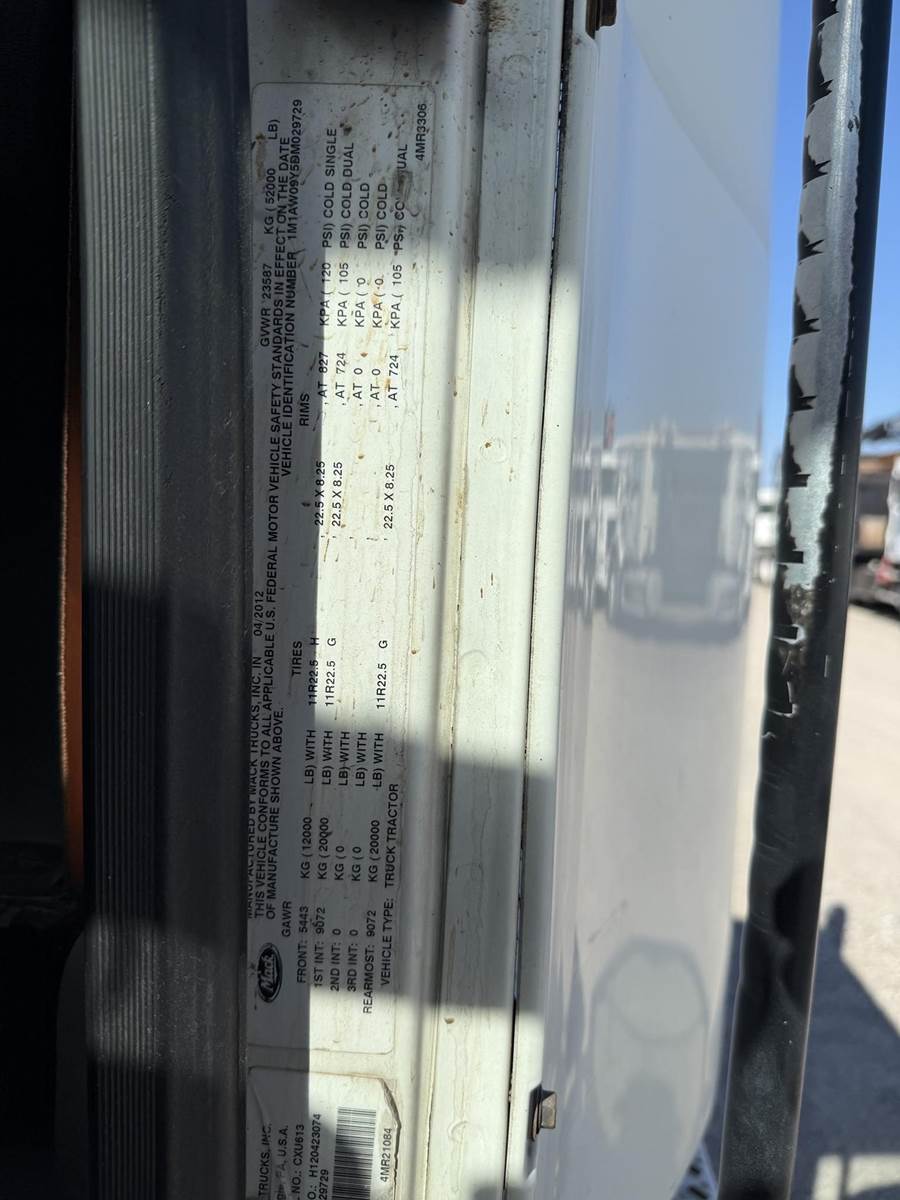 Mack
MANUFACTURED BY MACK TRUCKS, INC. IN 04/2012 GVWR 23587 KG ( 52000 LB)
THIS VEHICLE CONFORMS TO ALL APPLICABLE U.S. FEDERAL MOTOR VEHICLE SAFETY STANDARDS IN EFFECT ON THE DATE
OF MANUFACTURE SHOWN ABOVE. VEHICLE IDENTIFICATION NUMBER 1M1AW09Y5DM029729
GAWR TIRES RIMS
FRONT: 5443 KG ( 12000 LB) WITH 11R22.5 H , 22.5 X 8.25 , AT 827 KPA ( 120 PSI) COLD SINGLE
1ST INT: 9072 KG ( 20000 LB) WITH 11R22.5 G , 22.5 X 8.25 , AT 724 KPA ( 105 PSI) COLD DUAL
2ND INT: 0 KG ( 0 LB) WITH , , AT 0 KPA ( 0 PSI) COLD
3RD INT: 0 KG ( 0 LB) WITH , , AT 0 KPA ( 0 PSI) COLD
REARMOST: 9072 KG ( 20000 LB) WITH 11R22.5 G , 22.5 X 8.25 , AT 724 KPA ( 105 PSI)
VEHICLE TYPE: TRUCK TRACTOR
4MR3306
TRUCKS, INC.
U.S.A.
NO.: CXU613
O.: H120423074
29729
4MR21084